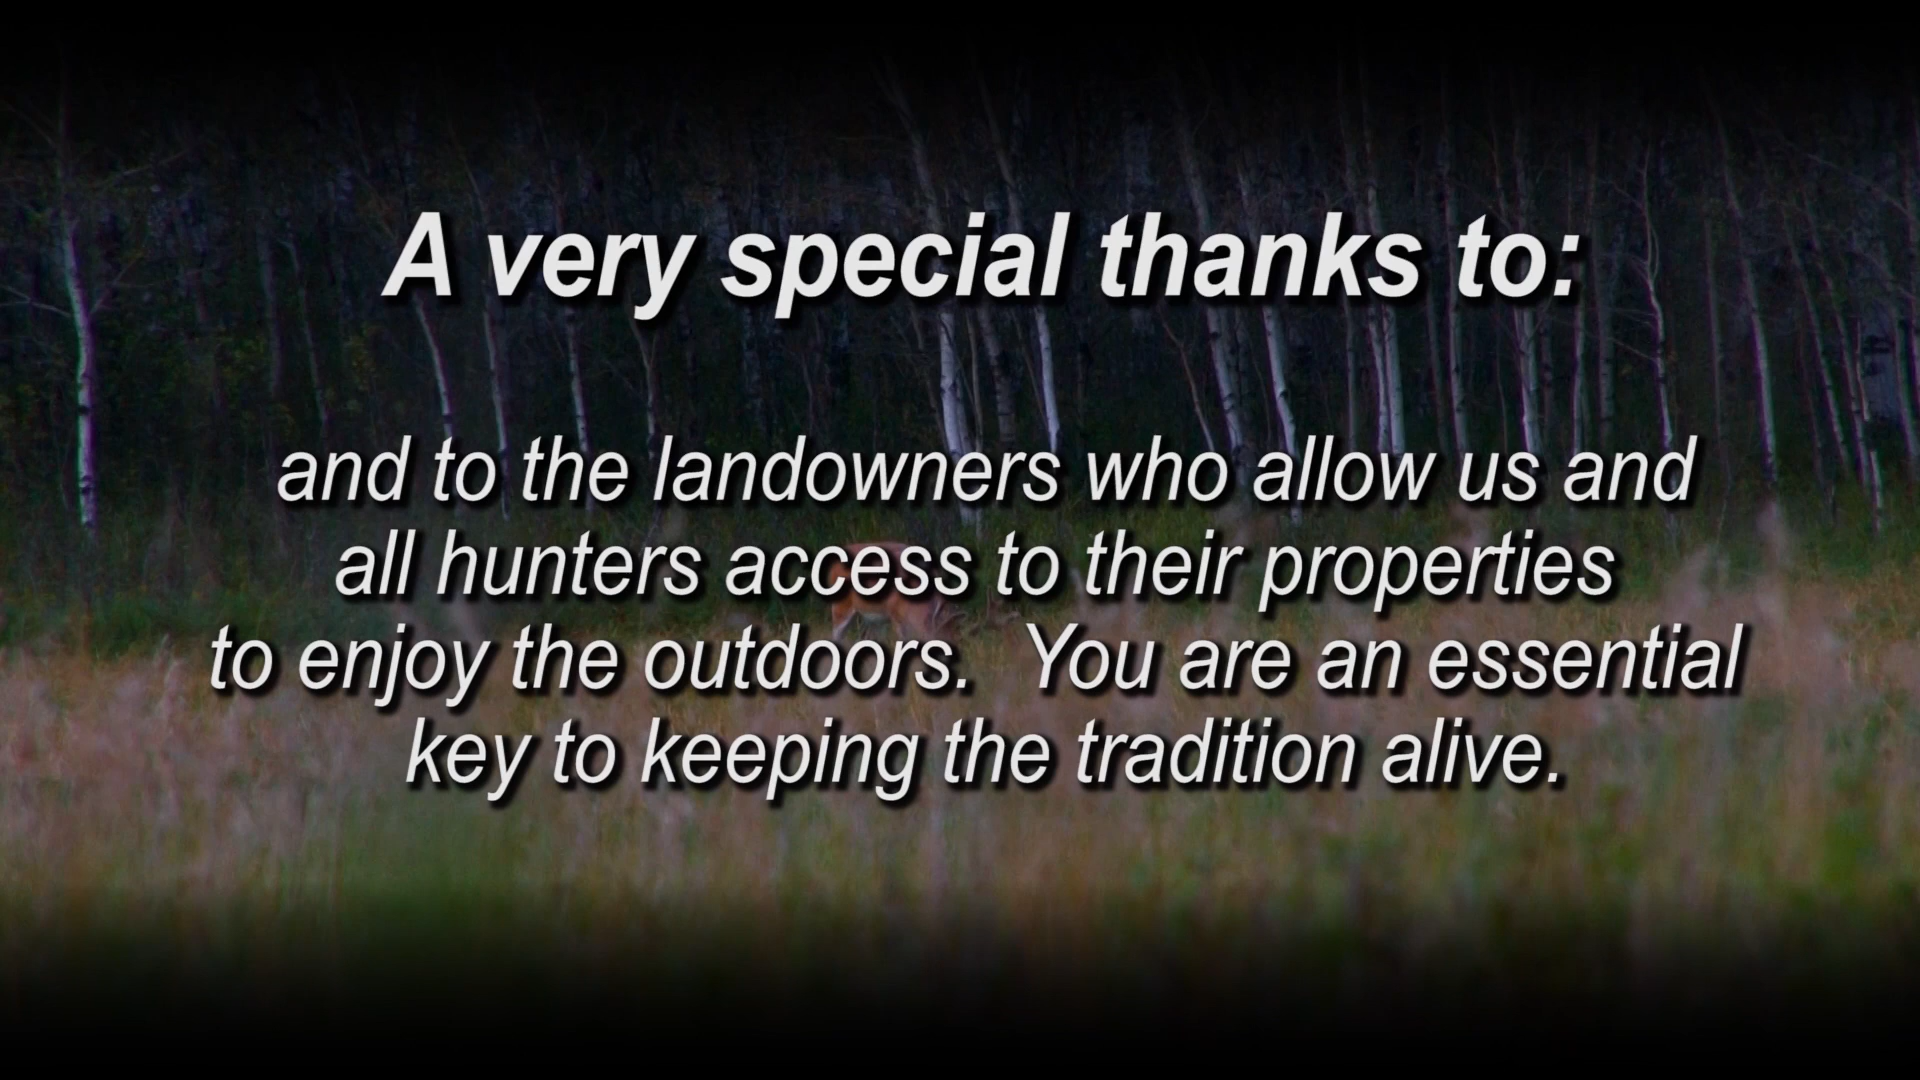 A very special thanks to:
and to the landowners who allow us and
all hunters access to their properties
to enjoy the outdoors.  You are an essential
key to keeping the tradition alive.